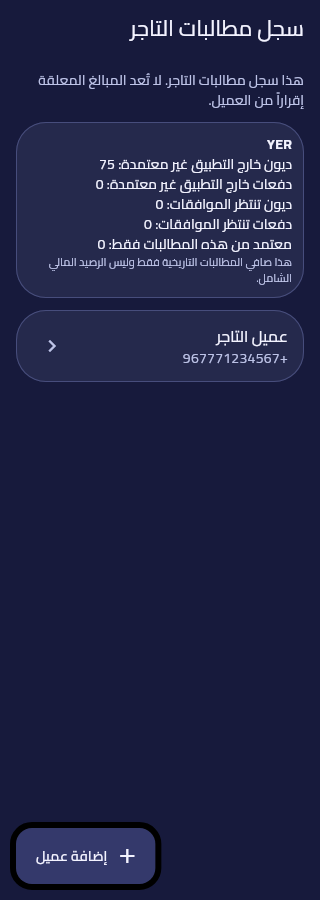 سجل مطالبات التاجر
هذا سجل مطالبات التاجر. لا تُعد المبالغ المعلقة
إقراراً من العميل.
YER
ديون خارج التطبيق غير معتمدة: 75
دفعات خارج التطبيق غير معتمدة: 0
ديون تنتظر الموافقات: 0
دفعات تنتظر الموافقات: 0
معتمد من هذه المطالبات فقط: 0
هذا صافي المطالبات التاريخية فقط وليس الرصيد المالي
الشامل.
عميل التاجر
+967771234567
إضافة عميل